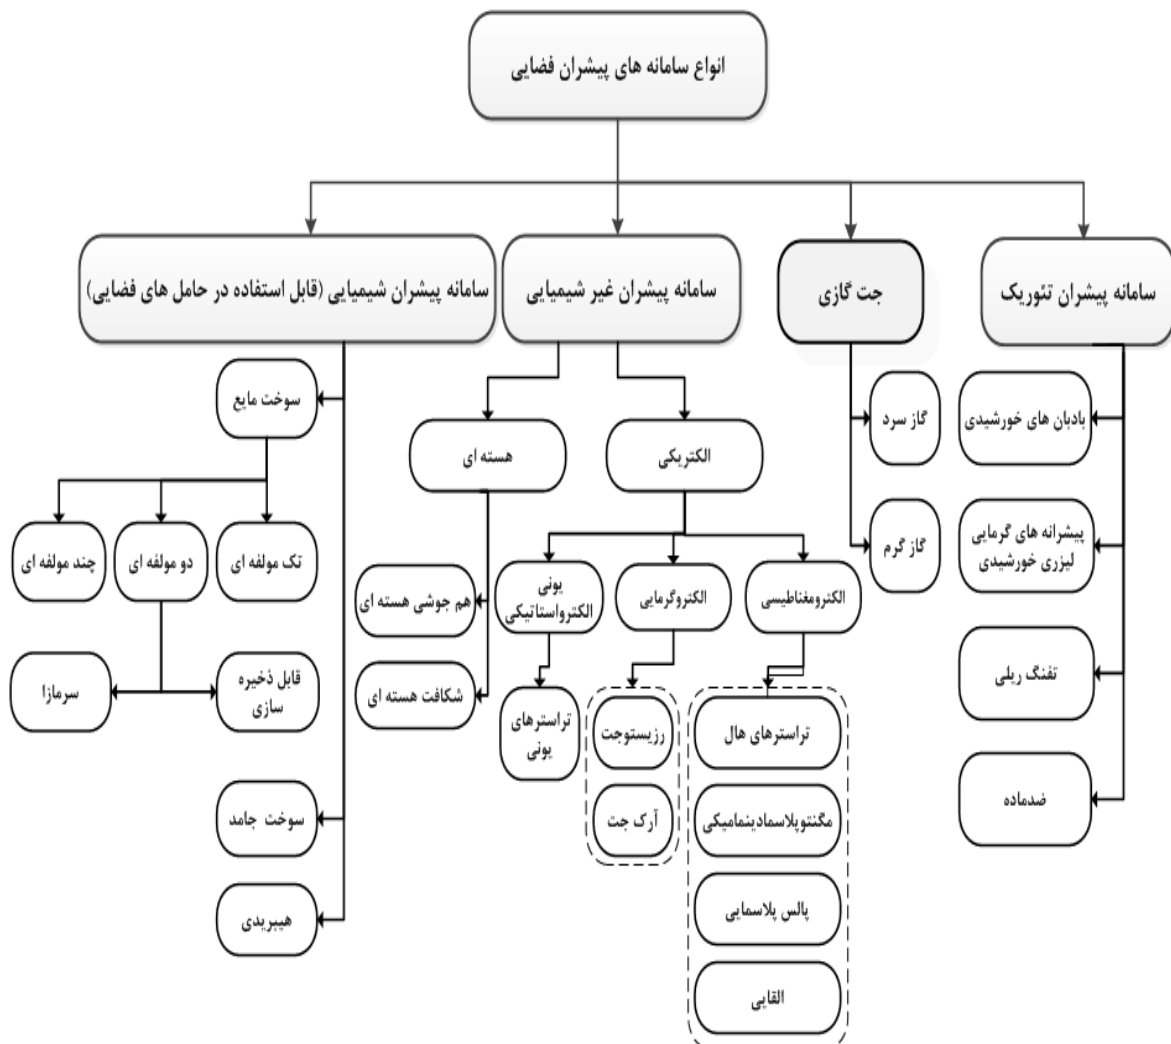 انواع سامانه های پیشران فضایی
سامانه پیشران تئوریک
جت گازی
سامانه پیشران غیر شیمیایی
سامانه پیشران شیمیایی (قابل استفاده در حامل های فضایی)
بادبان های خورشیدی
پیشرانه های گرمایی
لیزری خورشیدی
تفنگ ریلی
ضدماده
گاز سرد
گاز گرم
الکتریکی
هسته ای
الکترومغناطیسی
الکتروگرمایی
یونی
الکترواستاتیکی
تراسترهای هال
مگنتوپلاسمادینمامیکی
پالس پلاسمایی
القایی
رزیستوجت
آرک جت
تراسترهای
یونی
هم جوشی هسته ای
شکافت هسته ای
سوخت مایع
تک مولفه ای
دو مولفه ای
چند مولفه ای
قابل ذخیره
سازی
سرمازا
سوخت جامد
هیبریدی